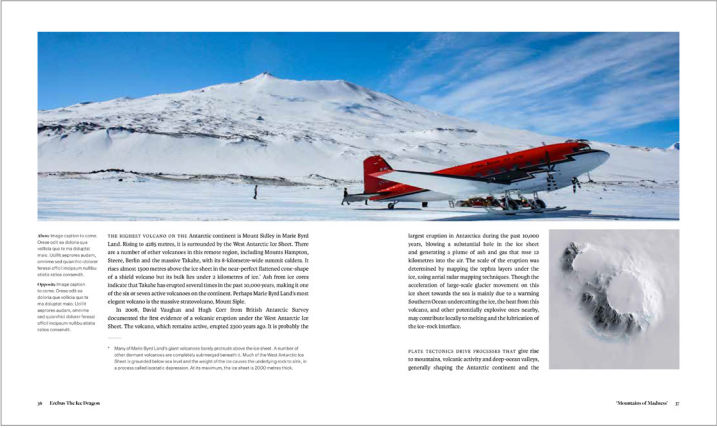 Above: Image caption to come.
Orese odit ea doloria que
vollicia que te ma doluptat
maio. Uullit aepores audam,
omnime sed quunihici dolorer
feressi officl incipsum nulibu
atatis ratios consendit.
Opposite: Image caption
to come. Orese odit ea
doloria que vollicia que te
ma doluptat maio. Uullit
aepores audam, omnime
sed quunihici dolorer feressi
officl incipsum nulibu atatis
ratios consendit.
THE HIGHEST VOLCANO ON THE Antarctic continent is Mount Sidley in Marie Byrd
Land. Rising to 4285 metres, it is surrounded by the West Antarctic Ice Sheet. There
are a number of other volcanoes in this remote region, including Mounts Hampton,
Steere, Berlin and the massive Takahe, with its 8-kilometre-wide summit caldera. It
rises almost 2500 metres above the ice sheet in the near-perfect flattened cone-shape
of a shield volcano but its bulk lies under 2 kilometres of ice.* Ash from ice cores
indicate that Takahe has erupted several times in the past 20,000 years, making it one
of the six or seven active volcanoes on the continent. Perhaps Marie Byrd Land's most
elegant volcano is the massive stratovolcano, Mount Siple.
In 2008, David Vaughan and Hugh Corr from British Antarctic Survey
documented the first evidence of a volcanic eruption under the West Antarctic Ice
Sheet. The volcano, which remains active, erupted 2300 years ago. It is probably the
* Many of Marie Byrd Land's giant volcanoes barely protrude above the ice sheet. A number of
other dormant volcanoes are completely submerged beneath it. Much of the West Antarctic Ice
Sheet is grounded below sea level and the weight of the ice causes the underlying rock to sink, in
a process called isostatic depression. At its maximum, the ice sheet is 2000 metres thick.
largest eruption in Antarctica during the past 10,000
years, blowing a substantial hole in the ice sheet
and generating a plume of ash and gas that rose 12
kilometres into the air. The scale of the eruption was
determined by mapping the tephra layers under the
ice, using aerial radar mapping techniques. Though the
acceleration of large-scale glacier movement on this
ice sheet towards the sea is mainly due to a warming
Southern Ocean undercutting the ice, the heat from this
volcano, and other potentially explosive ones nearby,
may contribute locally to melting and the lubrication of
the ice–rock interface.
PLATE TECTONICS DRIVE PROCESSES THAT give rise
to mountains, volcanic activity and deep-ocean valleys,
generally shaping the Antarctic continent and the
36 Erebus The Ice Dragon
'Mountains of Madness' 37